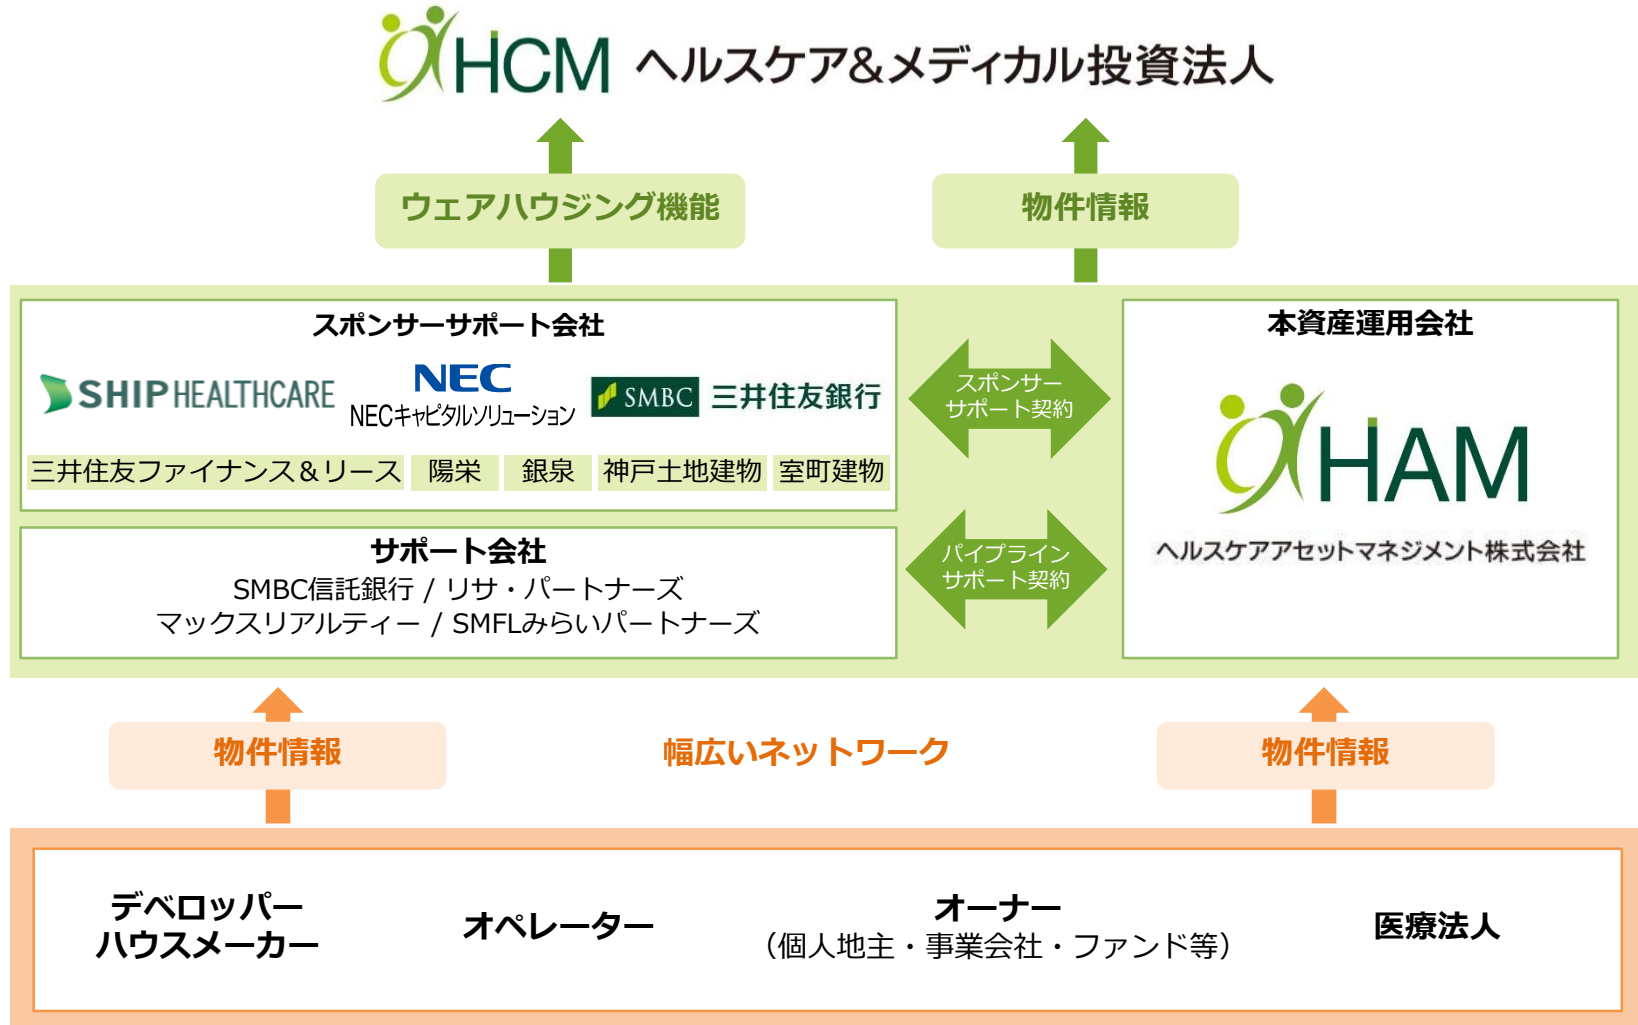 HCM ヘルスケア&メディカル投資法人
ウェアハウジング機能
物件情報
スポンサーサポート会社
SHIP HEALTHCARE
NEC
NECキャピタルソリューション
SMBC 三井住友銀行
三井住友ファイナンス＆リース
陽栄
銀泉
神戸土地建物
室町建物
サポート会社
SMBC信託銀行 / リサ・パートナーズ
マックスリアルティー / SMFLみらいパートナーズ
スポンサー
サポート契約
パイプライン
サポート契約
本資産運用会社
HAM
ヘルスケアアセットマネジメント株式会社
物件情報
幅広いネットワーク
物件情報
デベロッパー
ハウスメーカー
オペレーター
オーナー
（個人地主・事業会社・ファンド等）
医療法人